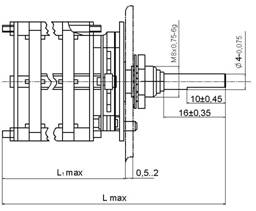 M8x0,75-6g
Φ4-0,075
10±0.45
16±0,35
L₁ max
0,5..2
L max